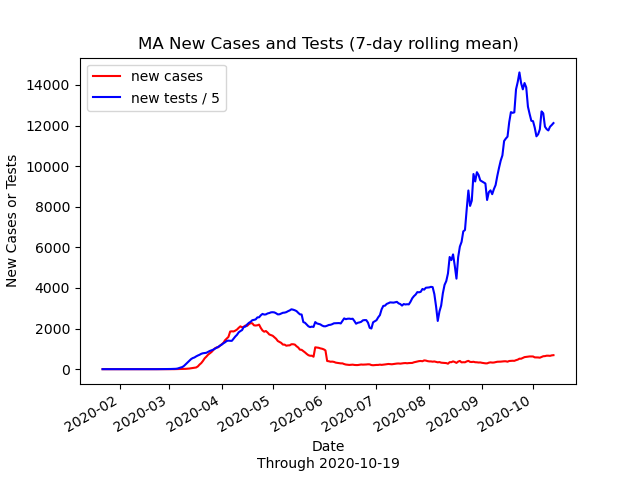 MA New Cases and Tests (7-day rolling mean)
new cases
new tests / 5
14000
12000
10000
8000
6000
4000
2000
0
New Cases or Tests
2020-02
2020-03
2020-04
2020-05
2020-06
2020-07
2020-08
2020-09
2020-10
Date
Through 2020-10-19